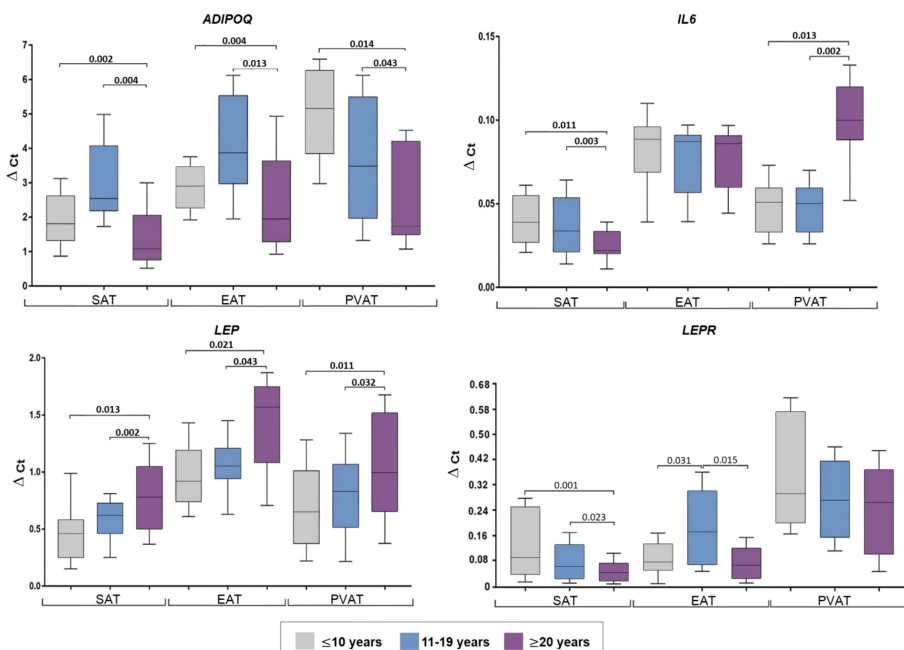 ADIPOQ
7
6
5
4
3
2
1
0
Δ Ct
0.002
0.004
0.004
0.013
0.014
0.043
SAT
EAT
PVAT
IL6
0.15
0.10
0.05
0.00
Δ Ct
0.011
0.003
0.013
0.002
SAT
EAT
PVAT
LEP
2.0
1.5
1.0
0.5
0.0
Δ Ct
0.013
0.002
0.021
0.043
0.011
0.032
SAT
EAT
PVAT
LEPR
0.68
0.58
0.50
0.42
0.32
0.24
0.16
0.08
0
Δ Ct
0.001
0.023
0.031
0.015
SAT
EAT
PVAT
≤10 years
11-19 years
≥20 years